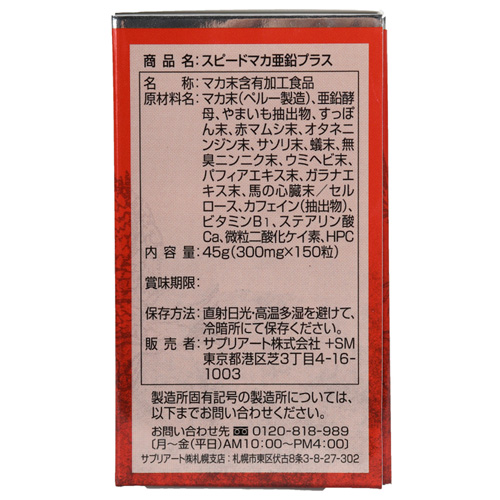 商品名:スピードマカ亜鉛プラス
名　　称:マカ末含有加工食品
原材料名:マカ末(ペルー製造)、亜鉛酵
母、やまいも抽出物、すっぽ
ん末、赤マムシ末、オタネニ
ンジン末、サソリ末、蟻末、無
臭ニンニク末、ウミヘビ末、
パフィアエキス末、ガラナエ
キス末、馬の心臓末／セル
ロース、カフェイン(抽出物)、
ビタミンB₁、ステアリン酸
Ca、微粒二酸化ケイ素、HPC
内容量:45g(300mg×150粒)
賞味期限:
保存方法:直射日光・高温多湿を避けて、
冷暗所にて保存ください。
販売者:サプリアート株式会社 +SM
東京都港区芝3丁目4-16-
1003
製造所固有記号の製造所については、
以下までお問い合わせください。
お問い合わせ先 0120-818-989
〔月〜金(平日)AM10:00〜PM4:00〕
サプリアート㈱札幌支店:札幌市東区伏古8条3-8-27-302